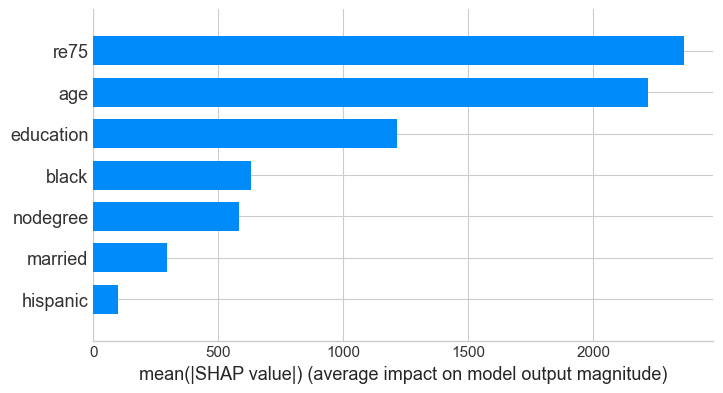 re75
age
education
black
nodegree
married
hispanic
0 500 1000 1500 2000
mean(|SHAP value|) (average impact on model output magnitude)